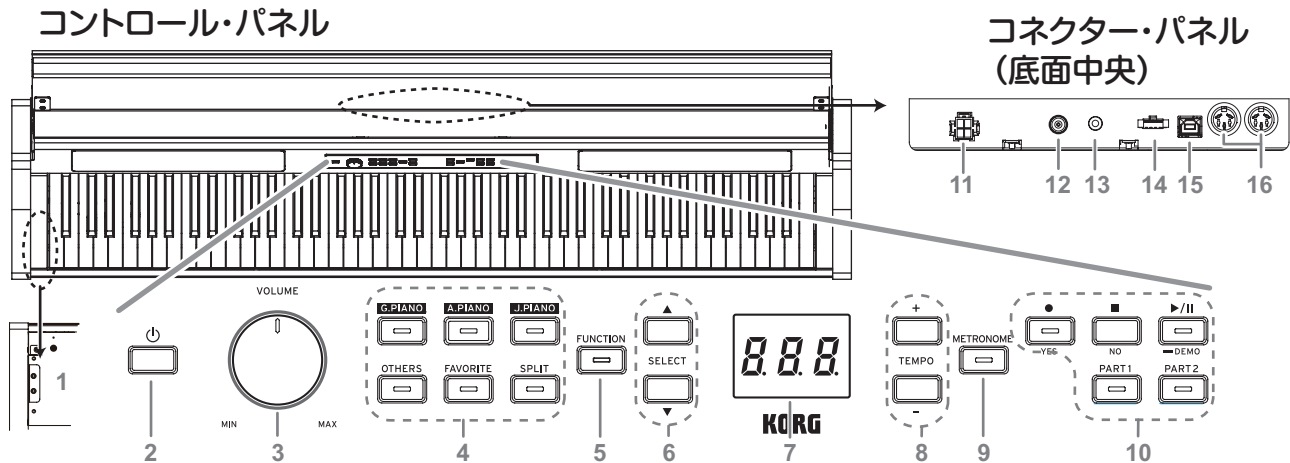 コントロール・パネル
コネクター・パネル
（底面中央）
11 12 13 14 15 16
VOLUME
G.PIANO A.PIANO J.PIANO
+
FUNCTION
METRONOME
1
YES NO DEMO
OTHERS FAVORITE SPLIT
SELECT
8.8.8.
TEMPO
PART1 PART2
MIN MAX
KORG
-
2 3 4 5 6 7 8 9 10